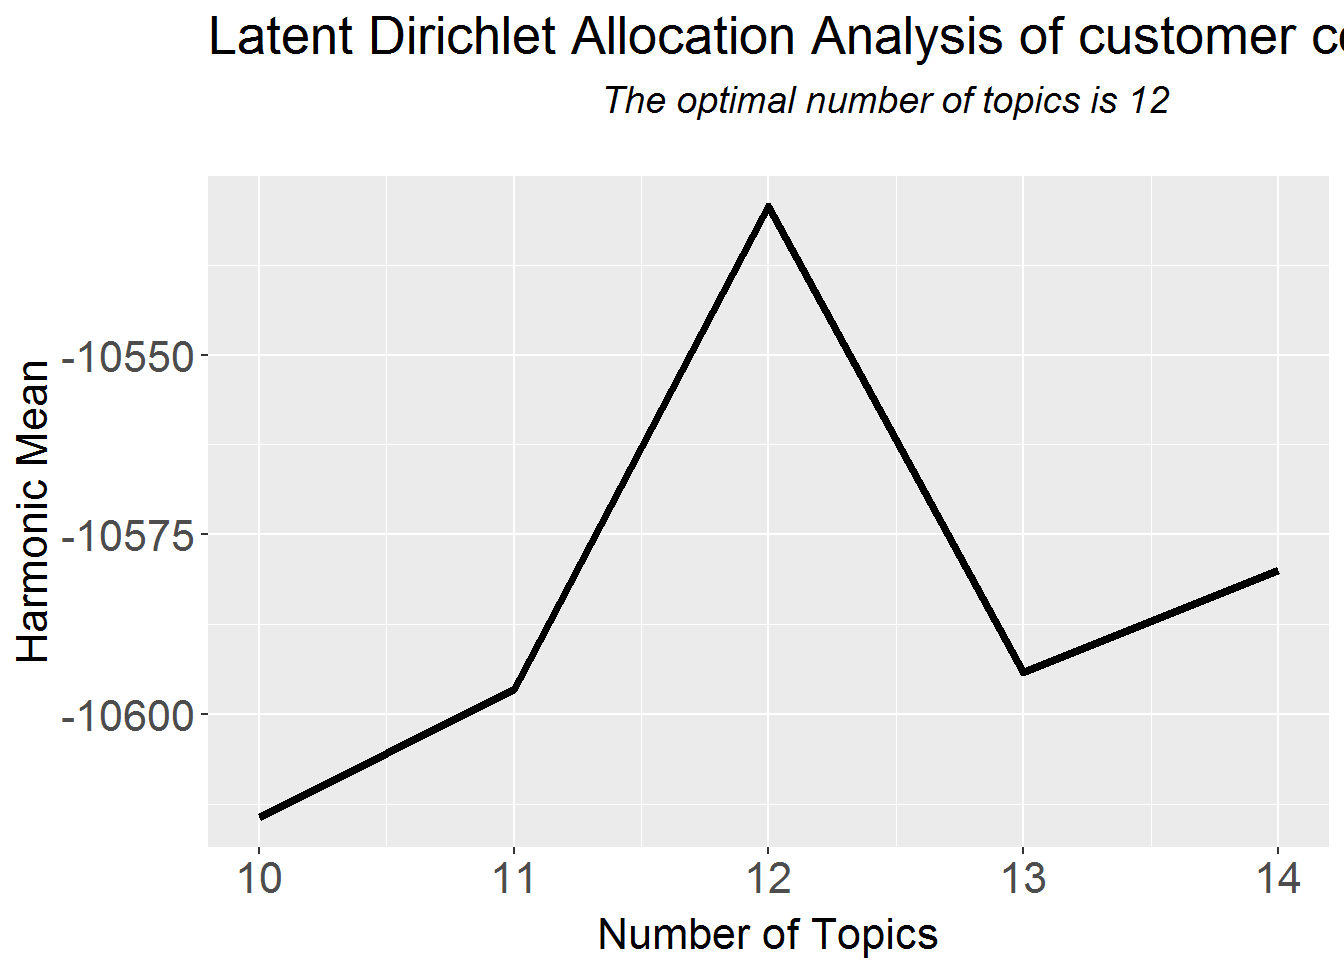 Latent Dirichlet Allocation Analysis of customer
The optimal number of topics is 12
Harmonic Mean
-10550
-10575
-10600
10 11 12 13 14
Number of Topics